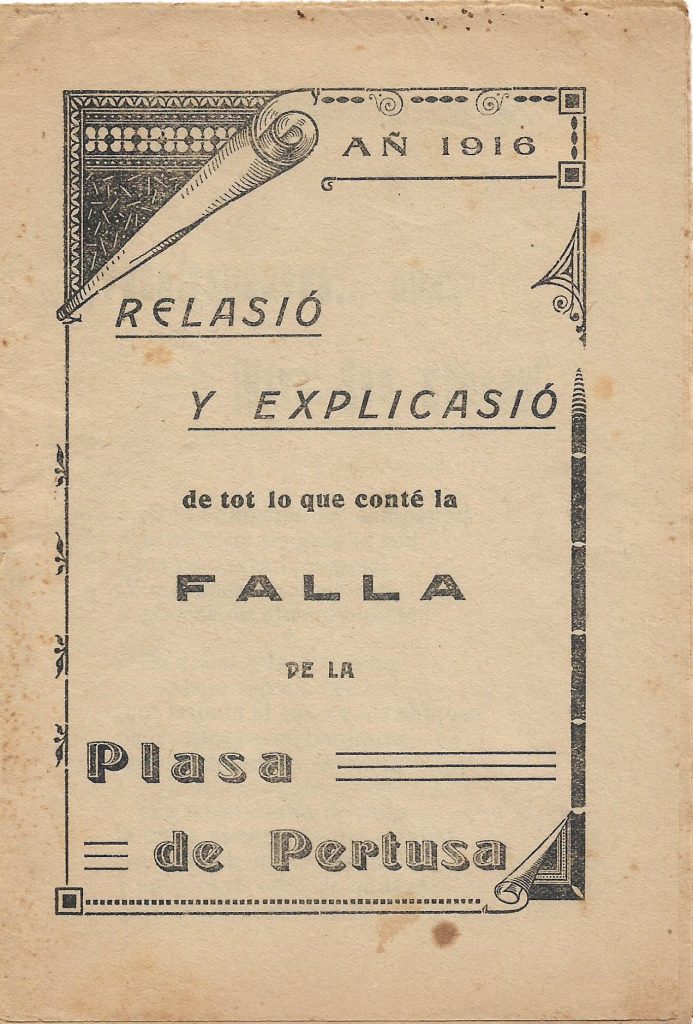 AÑ 1916
RELASIÓ
Y EXPLICASIÓ
de tot lo que conté la
FALLA
DE LA
Plasa
de Pertusa